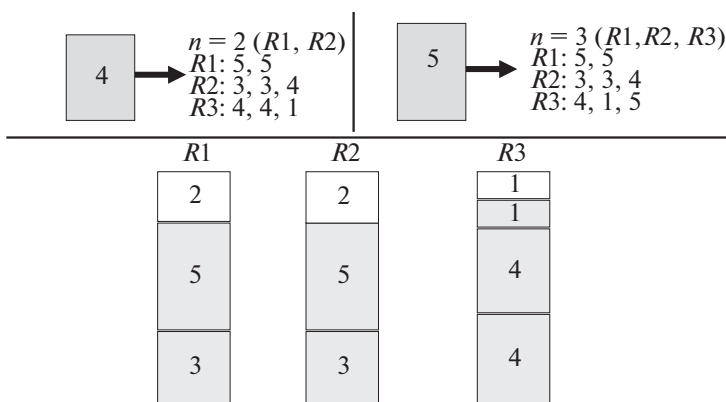 4
n = 2 (R1, R2)
R1: 5, 5
R2: 3, 3, 4
R3: 4, 4, 1
5
n = 3 (R1,R2, R3)
R1: 5, 5
R2: 3, 3, 4
R3: 4, 1, 5
R1 R2 R3
2 2 1
1
5 5 4
3 3 4